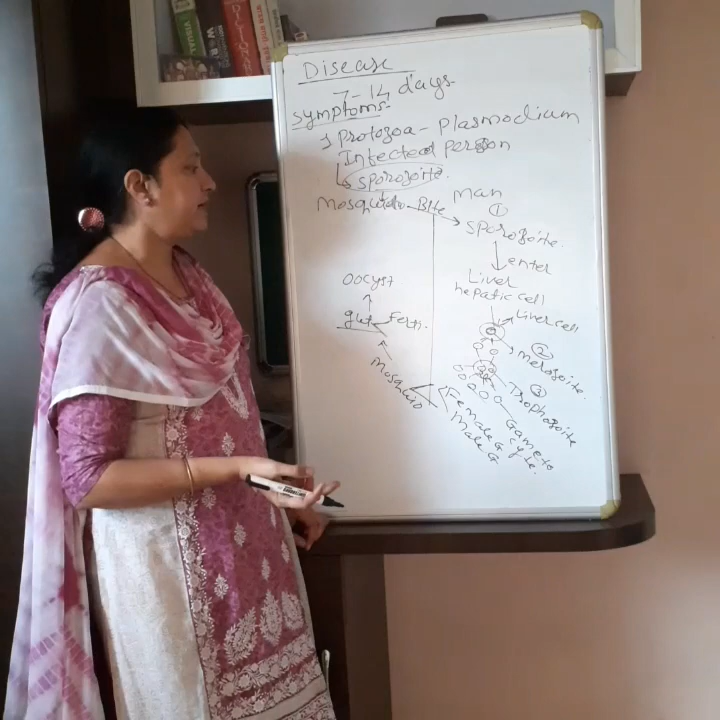 Disease
7-14 days.
Symptoms.
Protozoa - Plasmodium
Infected person
Sporozoite.
Mosquito-Bite
Man
①
Sporozoite.
enter
Liver
hepatic cell
Liver cell
②
Merozoite.
③
Trophozoite
Gameto
cyte.
Female G
Male G
Mosquito
gut
Ferti.
Oocyst